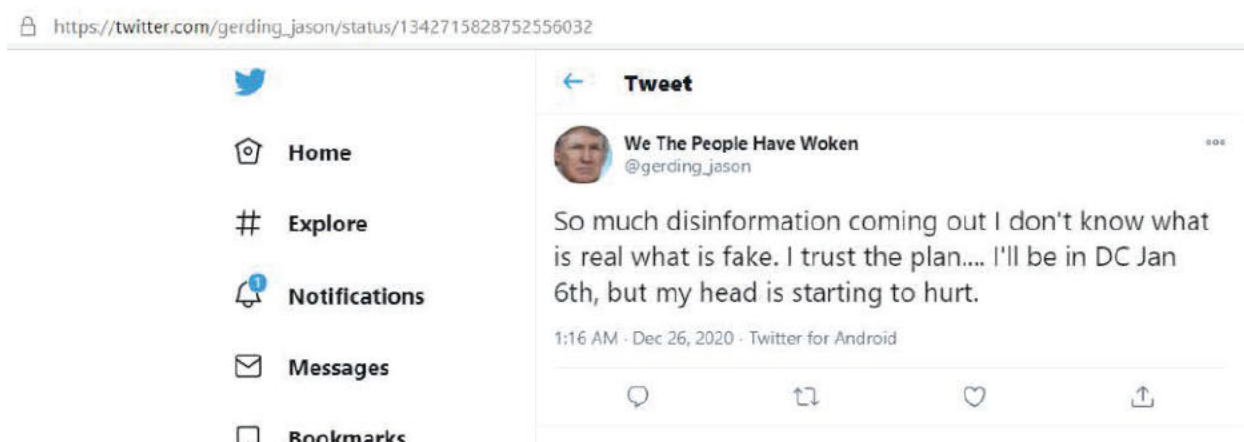 https://twitter.com/gerding_jason/status/1342715828752556032
Tweet
Home
Explore
1
Notifications
Messages
Bookmarks
We The People Have Woken
@gerding_jason
So much disinformation coming out I don't know what
is real what is fake. I trust the plan.... I'll be in DC Jan
6th, but my head is starting to hurt.
1:16 AM · Dec 26, 2020 · Twitter for Android